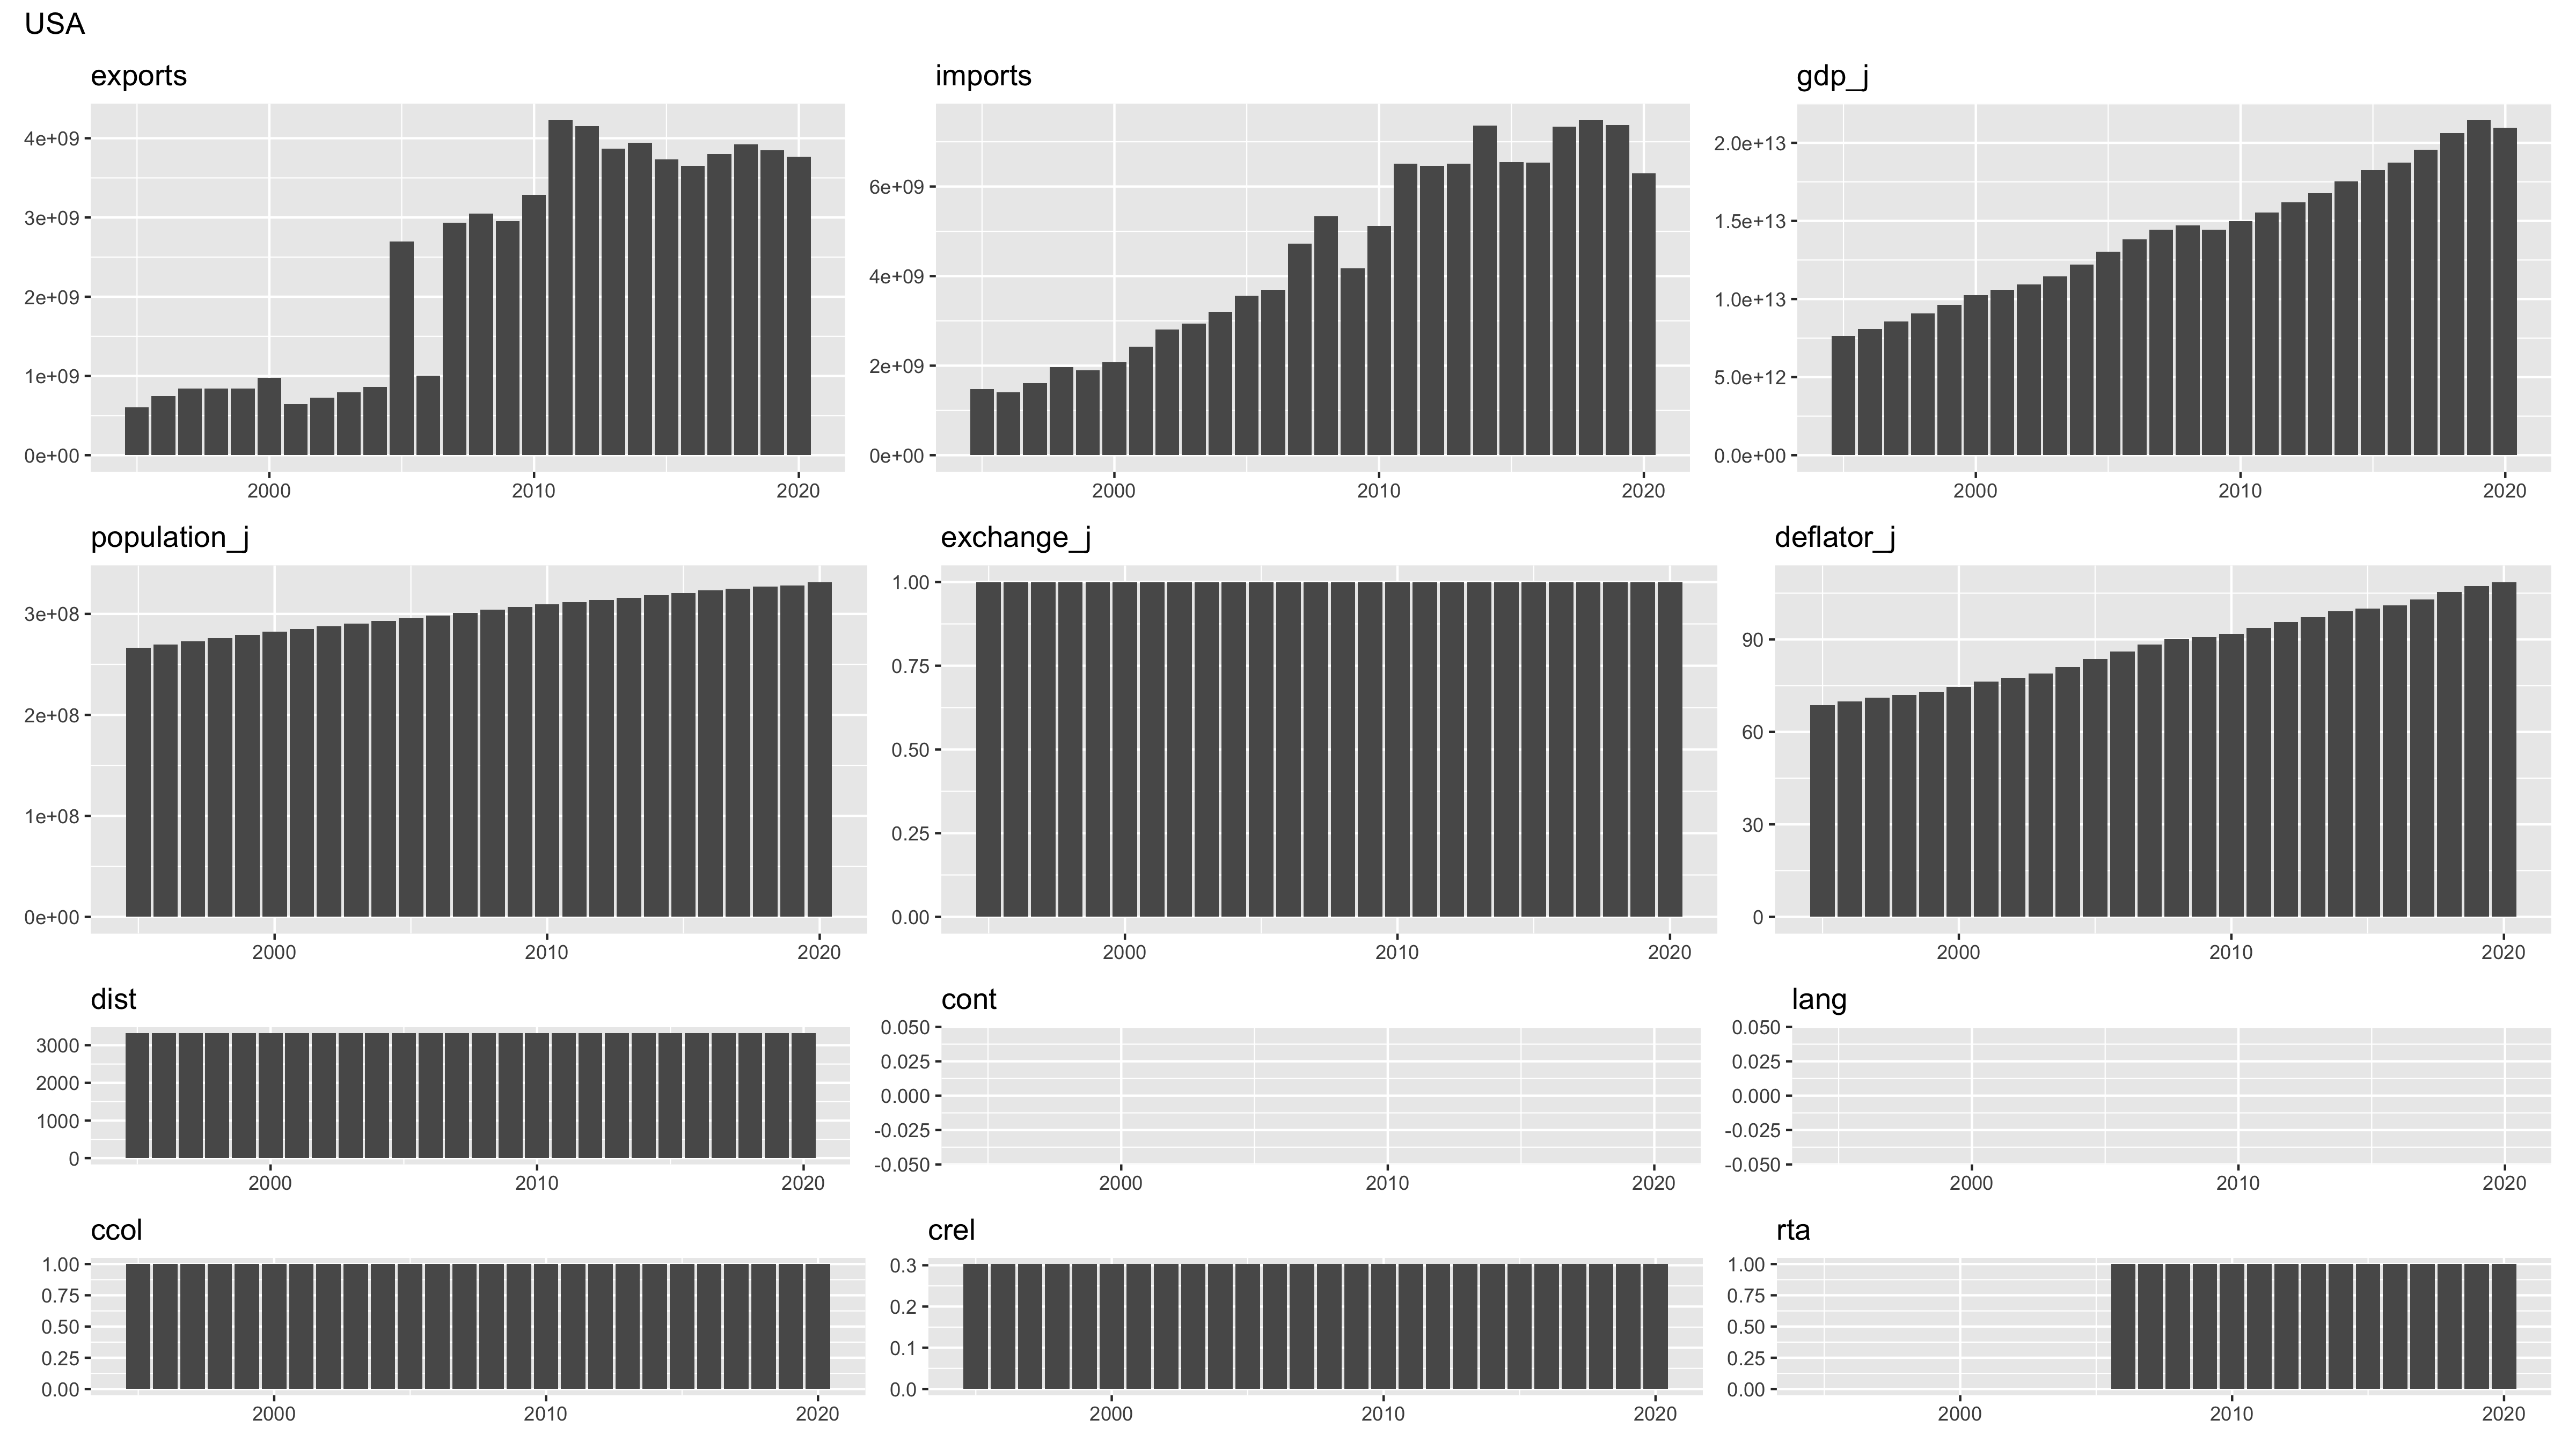 USA
exports
imports
gdp_j
4e+09
3e+09
2e+09
1e+09
0e+00
2000 2010 2020
6e+09
4e+09
2e+09
0e+00
2000 2010 2020
2.0e+13
1.5e+13
1.0e+13
5.0e+12
0.0e+00
2000 2010 2020
population_j
exchange_j
deflator_j
3e+08
2e+08
1e+08
0e+00
2000 2010 2020
1.00
0.75
0.50
0.25
0.00
2000 2010 2020
90
60
30
0
2000 2010 2020
dist
cont
lang
3000
2000
1000
0
2000 2010 2020
0.050
0.025
0.000
-0.025
-0.050
2000 2010 2020
0.050
0.025
0.000
-0.025
-0.050
2000 2010 2020
ccol
crel
rta
1.00
0.75
0.50
0.25
0.00
2000 2010 2020
0.3
0.2
0.1
0.0
2000 2010 2020
1.00
0.75
0.50
0.25
0.00
2000 2010 2020